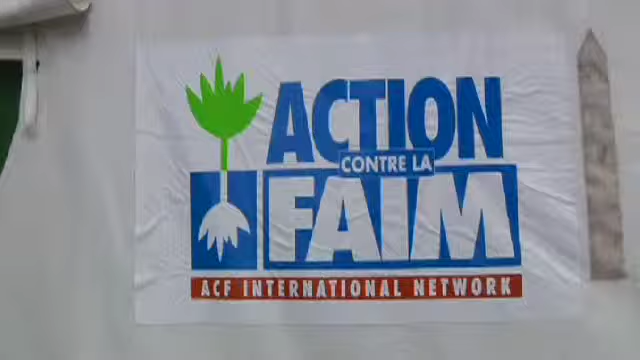 ACTION
CONTRE LA
FAIM
ACF INTERNATIONAL NETWORK